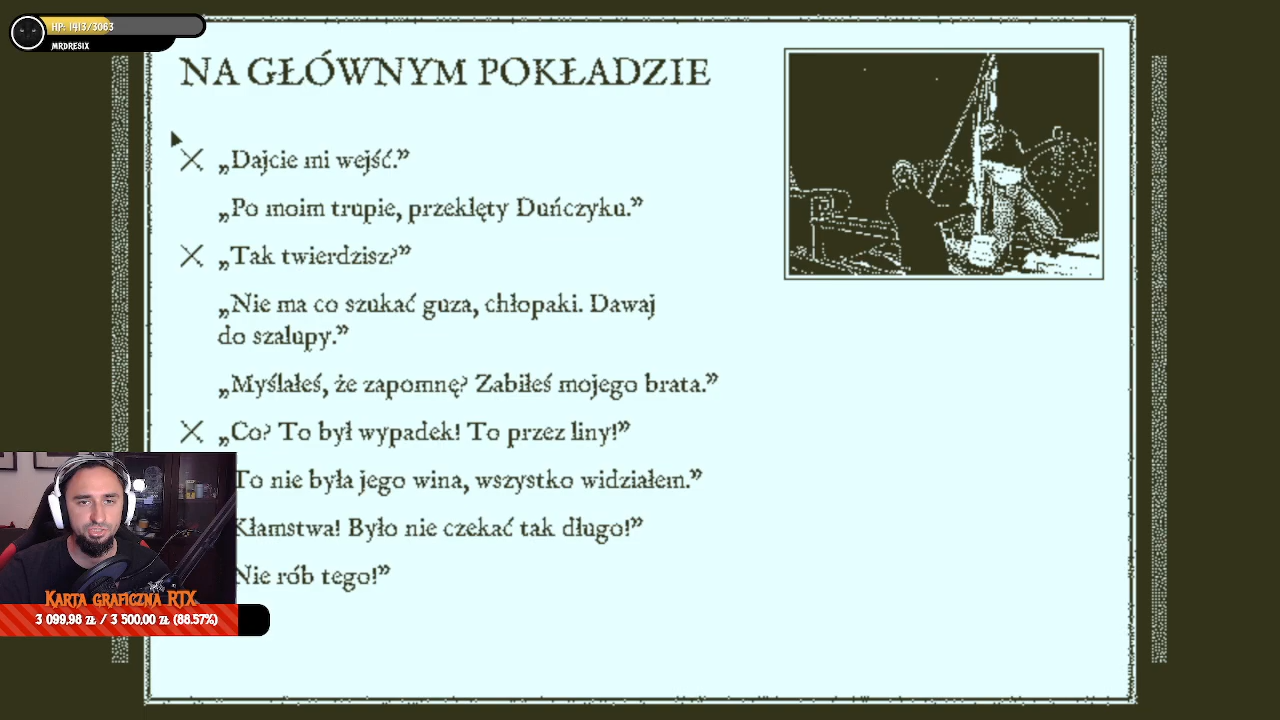 HP: 1413/3063
MRDRESIX
NA GŁÓWNYM POKŁADZIE
„Dajcie mi wejść.”
„Po moim trupie, przeklęty Duńczyku.”
„Tak twierdzisz?”
„Nie ma co szukać guza, chłopaki. Dawaj
do szalupy.”
„Myślałeś, że zapomnę? Zabiłeś mojego brata.”
„Co? To był wypadek! To przez liny!”
To nie była jego wina, wszystko widziałem.”
Kłamstwa! Było nie czekać tak długo!”
Nie rób tego!”
Karta graficzna RTX
3 099,98 zł / 3 500,00 zł (88.57%)